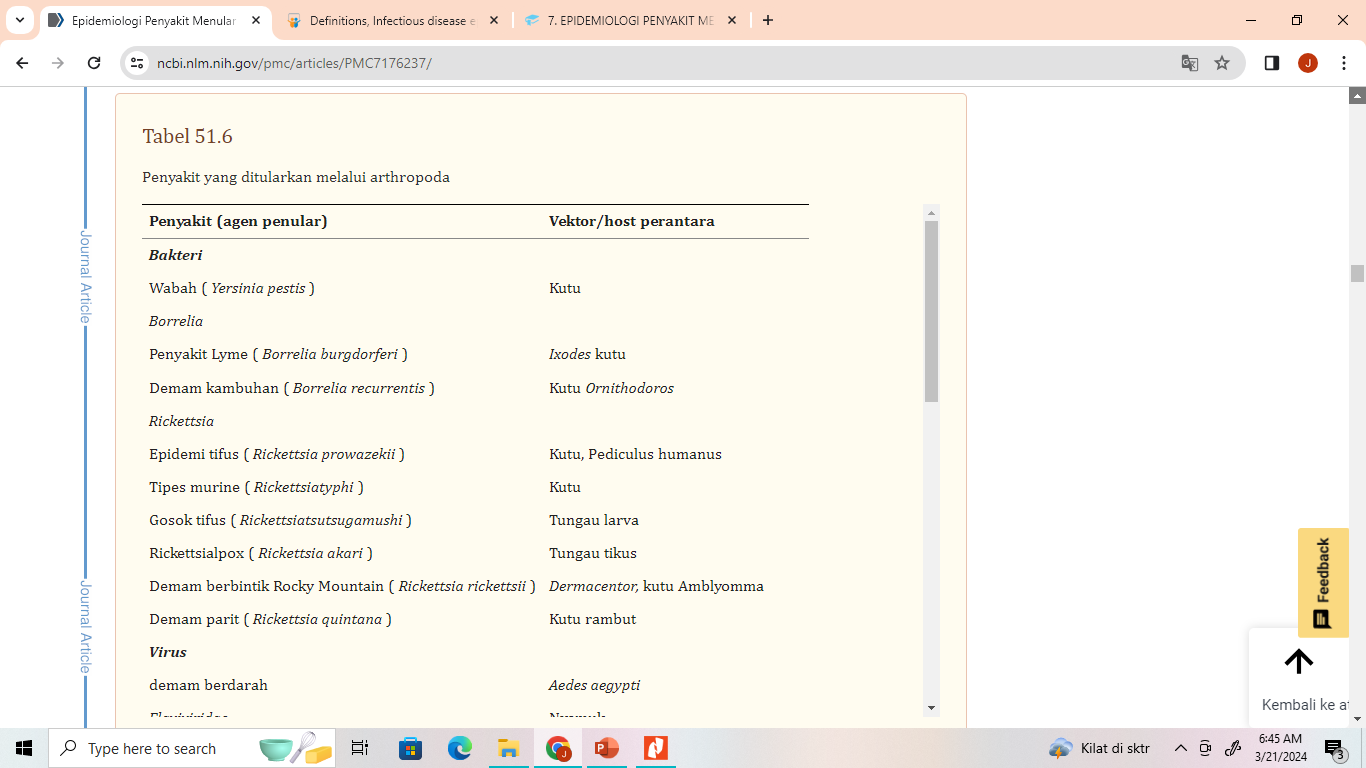 Epidemiologi Penyakit Menular
Definitions, Infectious disease e
7. EPIDEMIOLOGI PENYAKIT ME
ncbi.nlm.nih.gov/pmc/articles/PMC7176237/
J
Journal Article
Journal Article
Tabel 51.6
Penyakit yang ditularkan melalui arthropoda
Penyakit (agen penular) Vektor/host perantara
Bakteri
Wabah ( Yersinia pestis ) Kutu
Borrelia
Penyakit Lyme ( Borrelia burgdorferi ) Ixodes kutu
Demam kambuhan ( Borrelia recurrentis ) Kutu Ornithodoros
Rickettsia
Epidemi tifus ( Rickettsia prowazekii ) Kutu, Pediculus humanus
Tipes murine ( Rickettsiatyphi ) Kutu
Gosok tifus ( Rickettsiatsutsugamushi ) Tungau larva
Rickettsialpox ( Rickettsia akari ) Tungau tikus
Demam berbintik Rocky Mountain ( Rickettsia rickettsii ) Dermacentor, kutu Amblyomma
Demam parit ( Rickettsia quintana ) Kutu rambut
Virus
demam berdarah Aedes aegypti
Flaviviridae Nyamuk
Feedback
Kembali ke at
Type here to search
Kilat di sktr
6:45 AM
3/21/2024
3